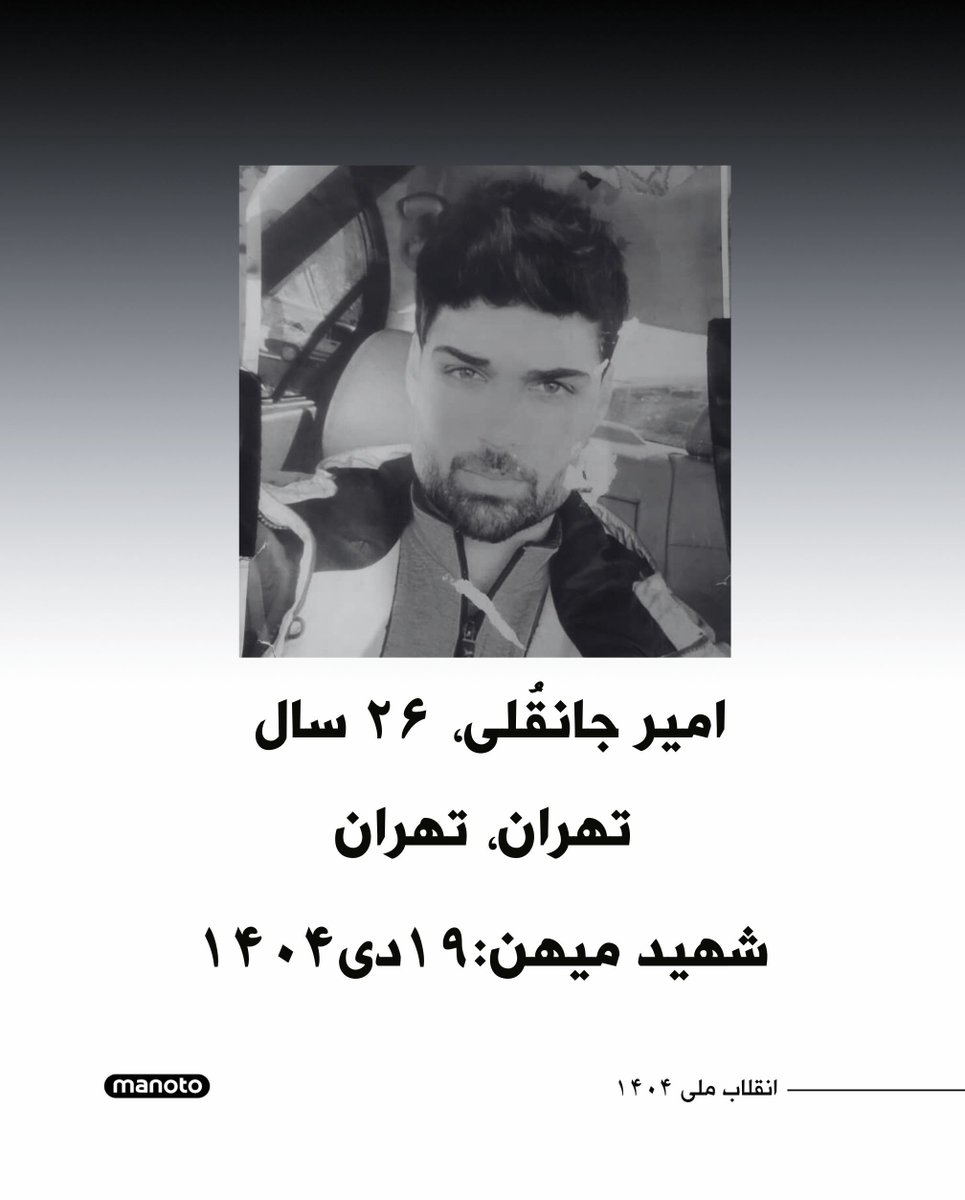 امیر جانقُلی، ۲۶ سال
تهران، تهران
شهید میهن:۱۹دی۱۴۰۴
انقلاب ملی ۱۴۰۴
manoto